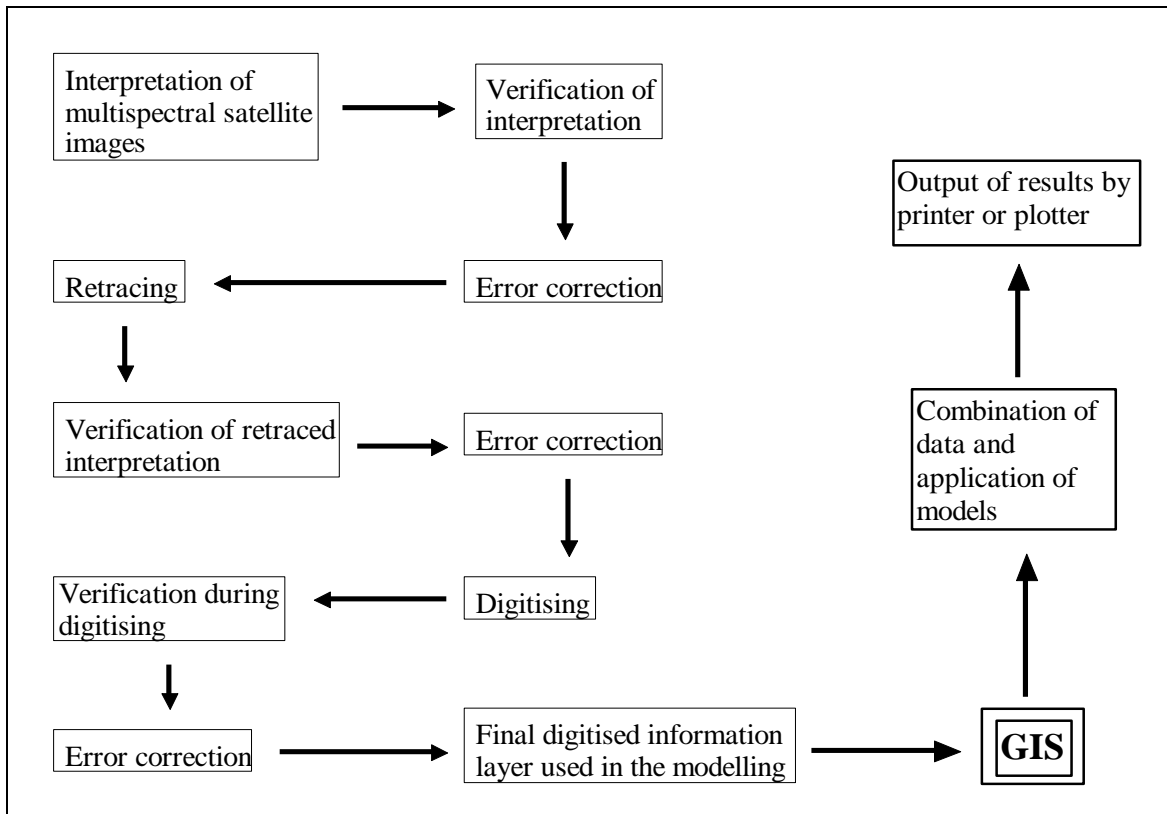 Interpretation of
multispectral satellite
images
Verification of
interpretation
Error correction
Retracing
Verification of retraced
interpretation
Error correction
Digitising
Verification during
digitising
Error correction
Final digitised information
layer used in the modelling
GIS
Combination of
data and
application of
models
Output of results by
printer or plotter